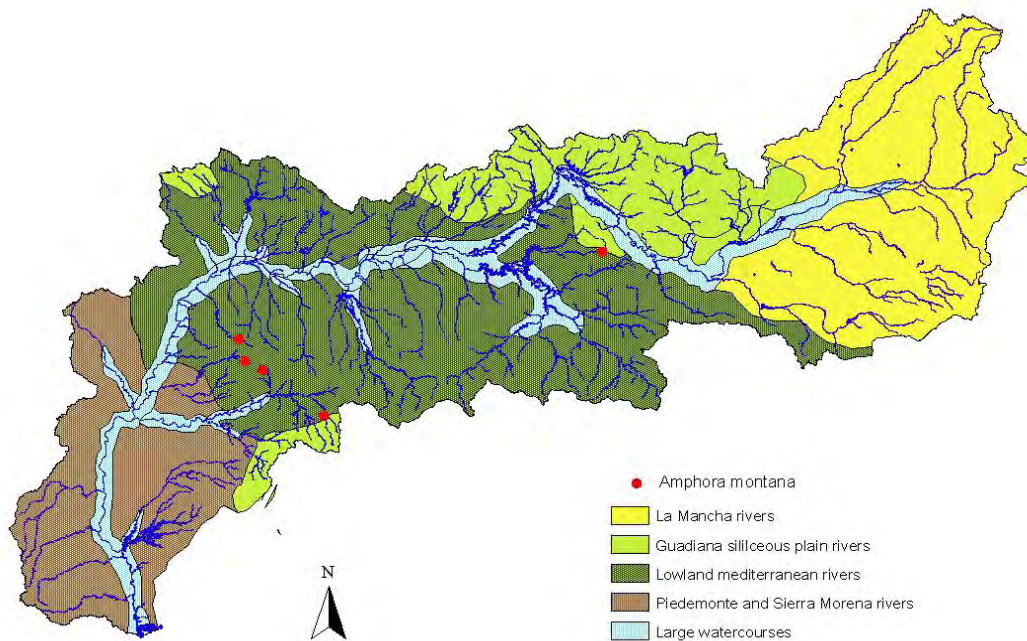 Amphora montana
La Mancha rivers
Guadiana sililceous plain rivers
Lowland mediterranean rivers
Piedemonte and Sierra Morena rivers
Large watercourses
N